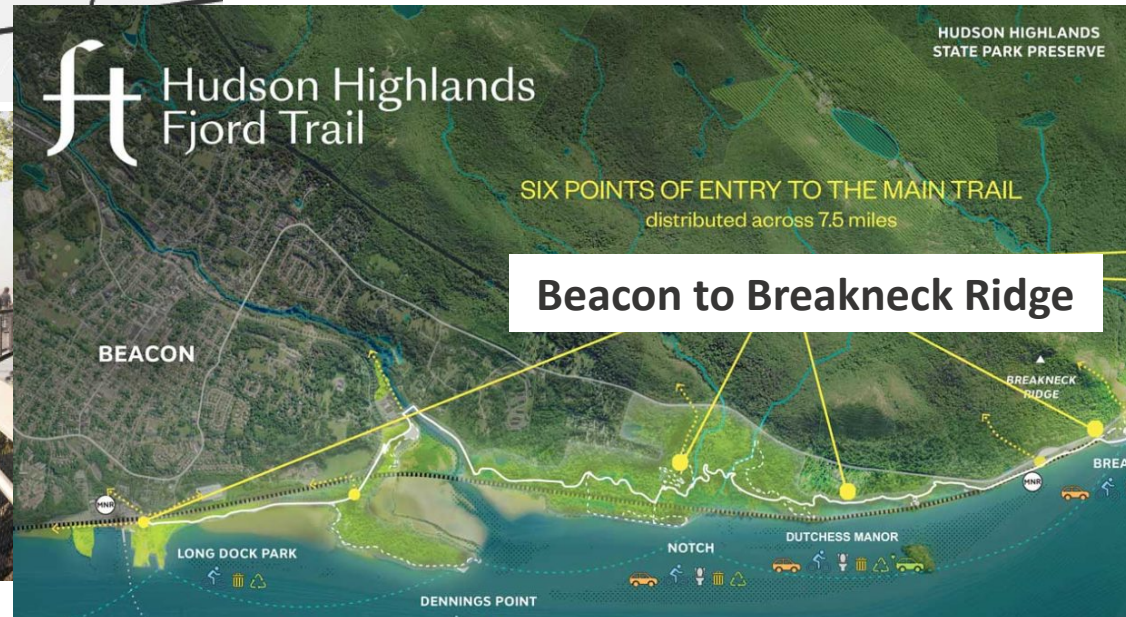 Hudson Highlands
Fjord Trail
HUDSON HIGHLANDS
STATE PARK PRESERVE
SIX POINTS OF ENTRY TO THE MAIN TRAIL
distributed across 7.5 miles
Beacon to Breakneck Ridge
BEACON
BREAKNECK
RIDGE
MNR
MNR
BREA
LONG DOCK PARK
NOTCH
DUTCHESS MANOR
DENNINGS POINT